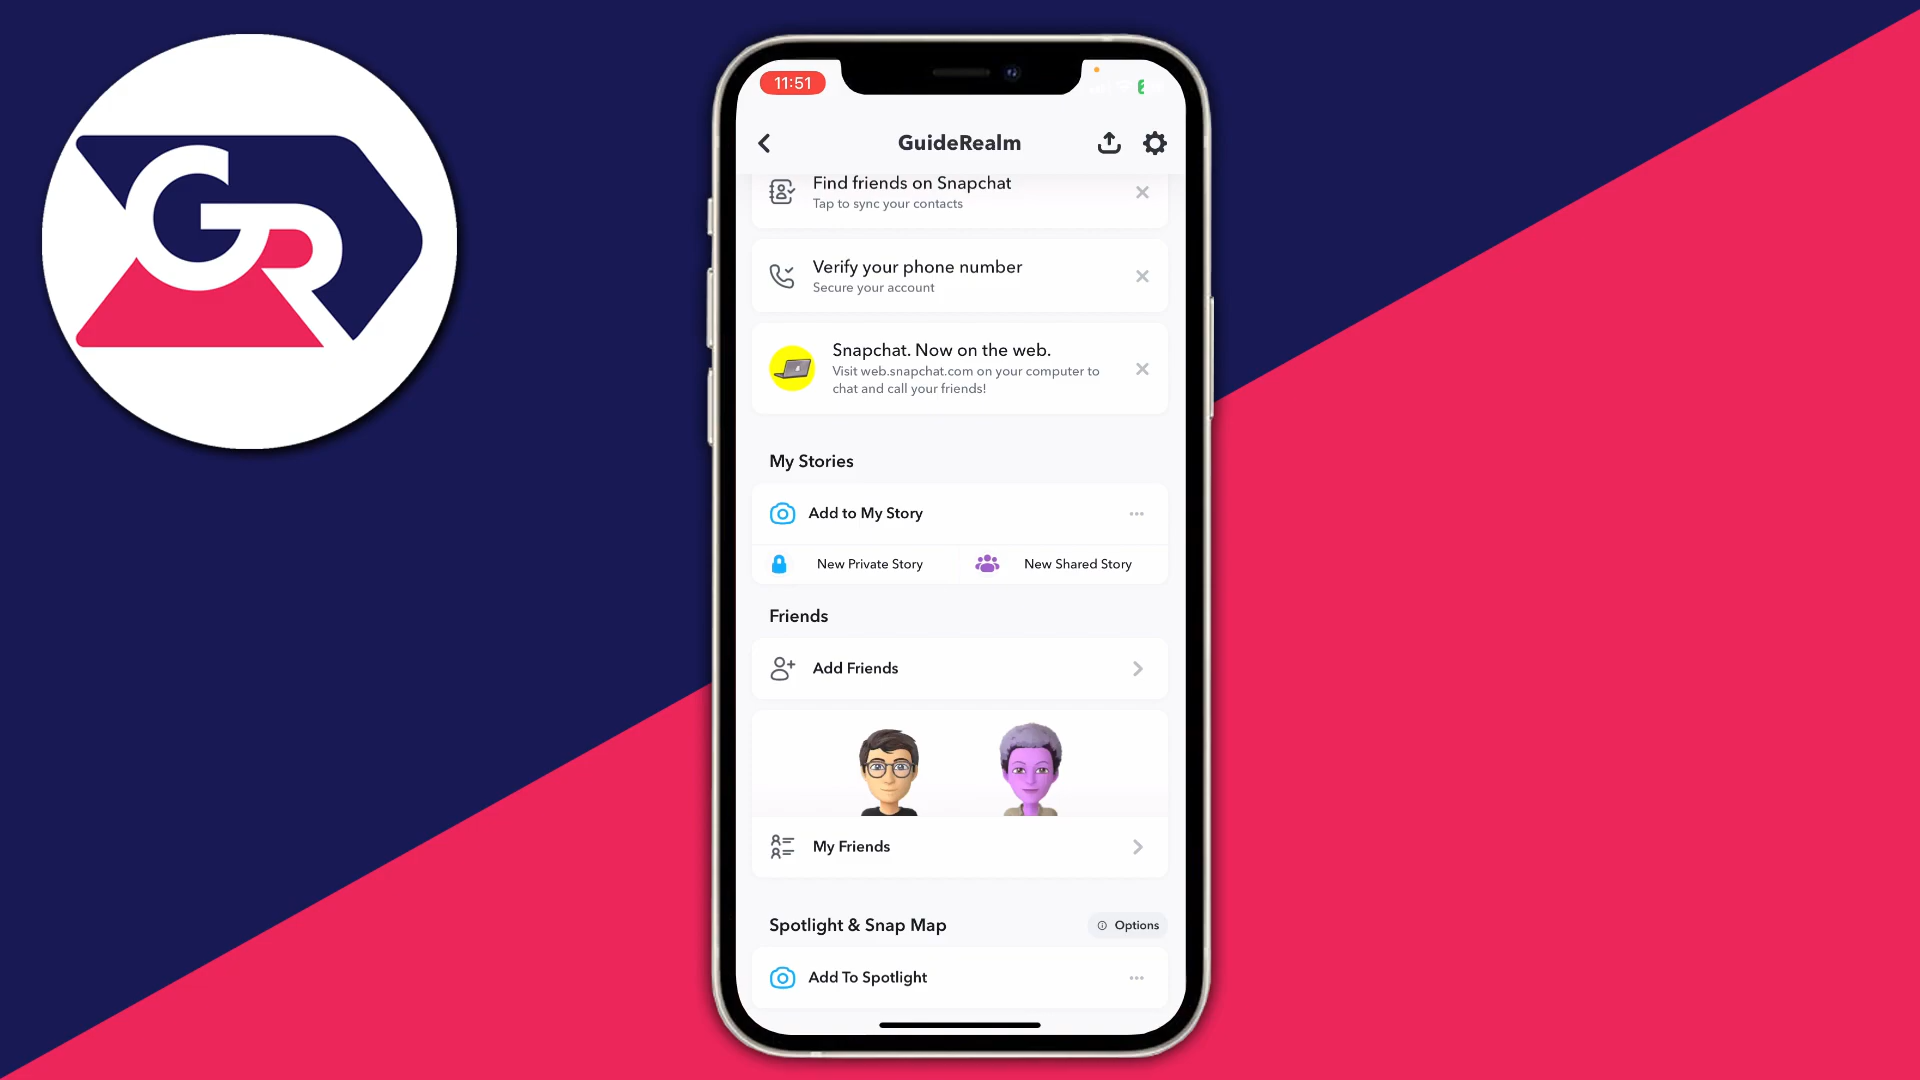 GR
11:51
GuideRealm
Find friends on Snapchat
Tap to sync your contacts
Verify your phone number
Secure your account
Snapchat. Now on the web.
Visit web.snapchat.com on your computer to
chat and call your friends!
My Stories
Add to My Story
New Private Story
New Shared Story
Friends
Add Friends
My Friends
Spotlight & Snap Map
Options
Add To Spotlight